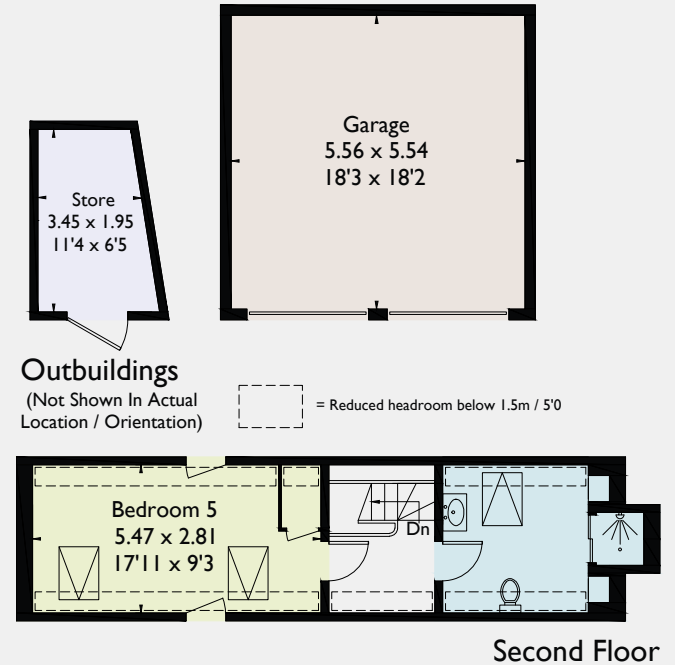 Garage
5.56 x 5.54
18'3 x 18'2
Store
3.45 x 1.95
11'4 x 6'5
Outbuildings
(Not Shown In Actual
Location / Orientation)
= Reduced headroom below 1.5m / 5'0
Bedroom 5
5.47 x 2.81
17'11 x 9'3
Dn
Second Floor